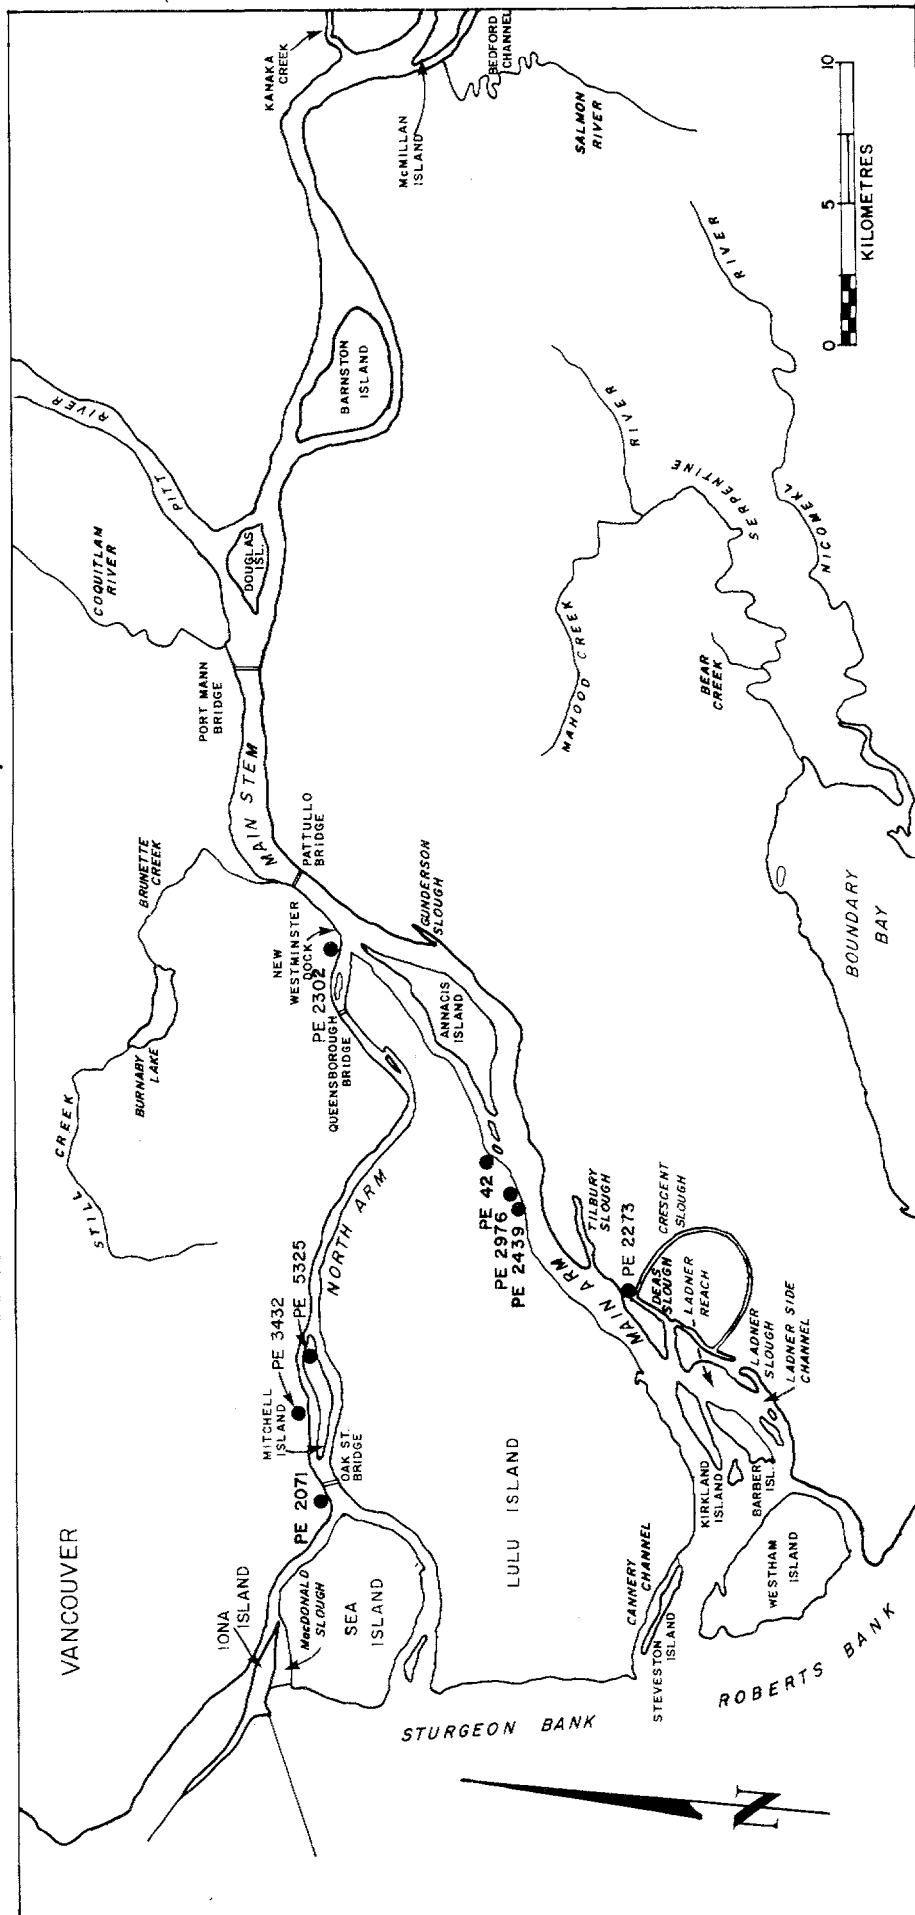 VANCOUVER
IONA
ISLAND
MacDONALD
SLOUGH
SEA
ISLAND
STURGEON BANK
PE 2071
MITCHELL
ISLAND
PE 3432
PE 5325
OAK ST.
BRIDGE
NORTH ARM
STILL CREEK
BURNABY
LAKE
BRUNETTE
CREEK
NEW
WESTMINSTER
DOCK
PE 2302
QUEENSBOROUGH
BRIDGE
PATTULLO
BRIDGE
MAIN STEM
PORT MANN
BRIDGE
COQUITLAM
RIVER
PITT RIVER
DOUGLAS
ISL.
BARNSTON
ISLAND
KANAKA
CREEK
McMILLAN
ISLAND
BEDFORD
CHANNEL
SALMON
RIVER
LULU ISLAND
ANNACIS
ISLAND
GUNDERSON
SLOUGH
PE 42
PE 2976
PE 2439
MAIN ARM
TILBURY
SLOUGH
PE 2273
CRESCENT
SLOUGH
DEAS
SLOUGH
LADNER
REACH
LADNER
SLOUGH
LADNER SIDE
CHANNEL
CANNERY
CHANNEL
STEVESTON
ISLAND
KIRKLAND
ISLAND
BARBER
ISL.
WESTHAM
ISLAND
ROBERTS BANK
BOUNDARY
BAY
MAHOOD CREEK
BEAR
CREEK
SERPENTINE
RIVER
NICOMEKL
RIVER
N
0 5 10
KILOMETRES